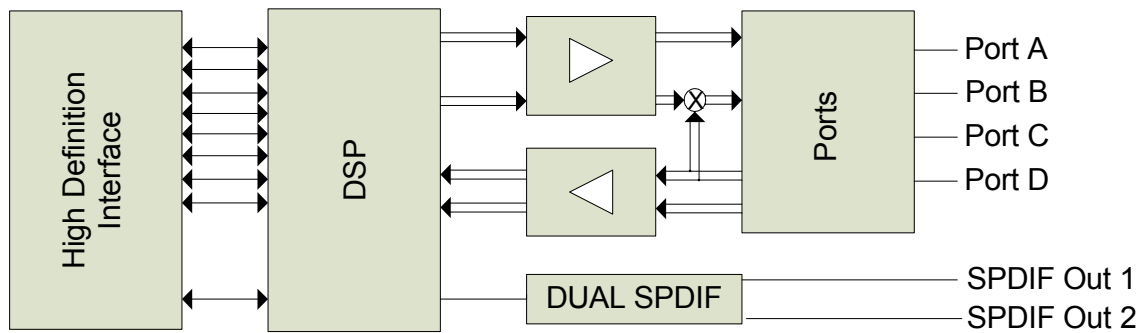 High Definition
Interface
DSP
Ports
Port A
Port B
Port C
Port D
DUAL SPDIF
SPDIF Out 1
SPDIF Out 2